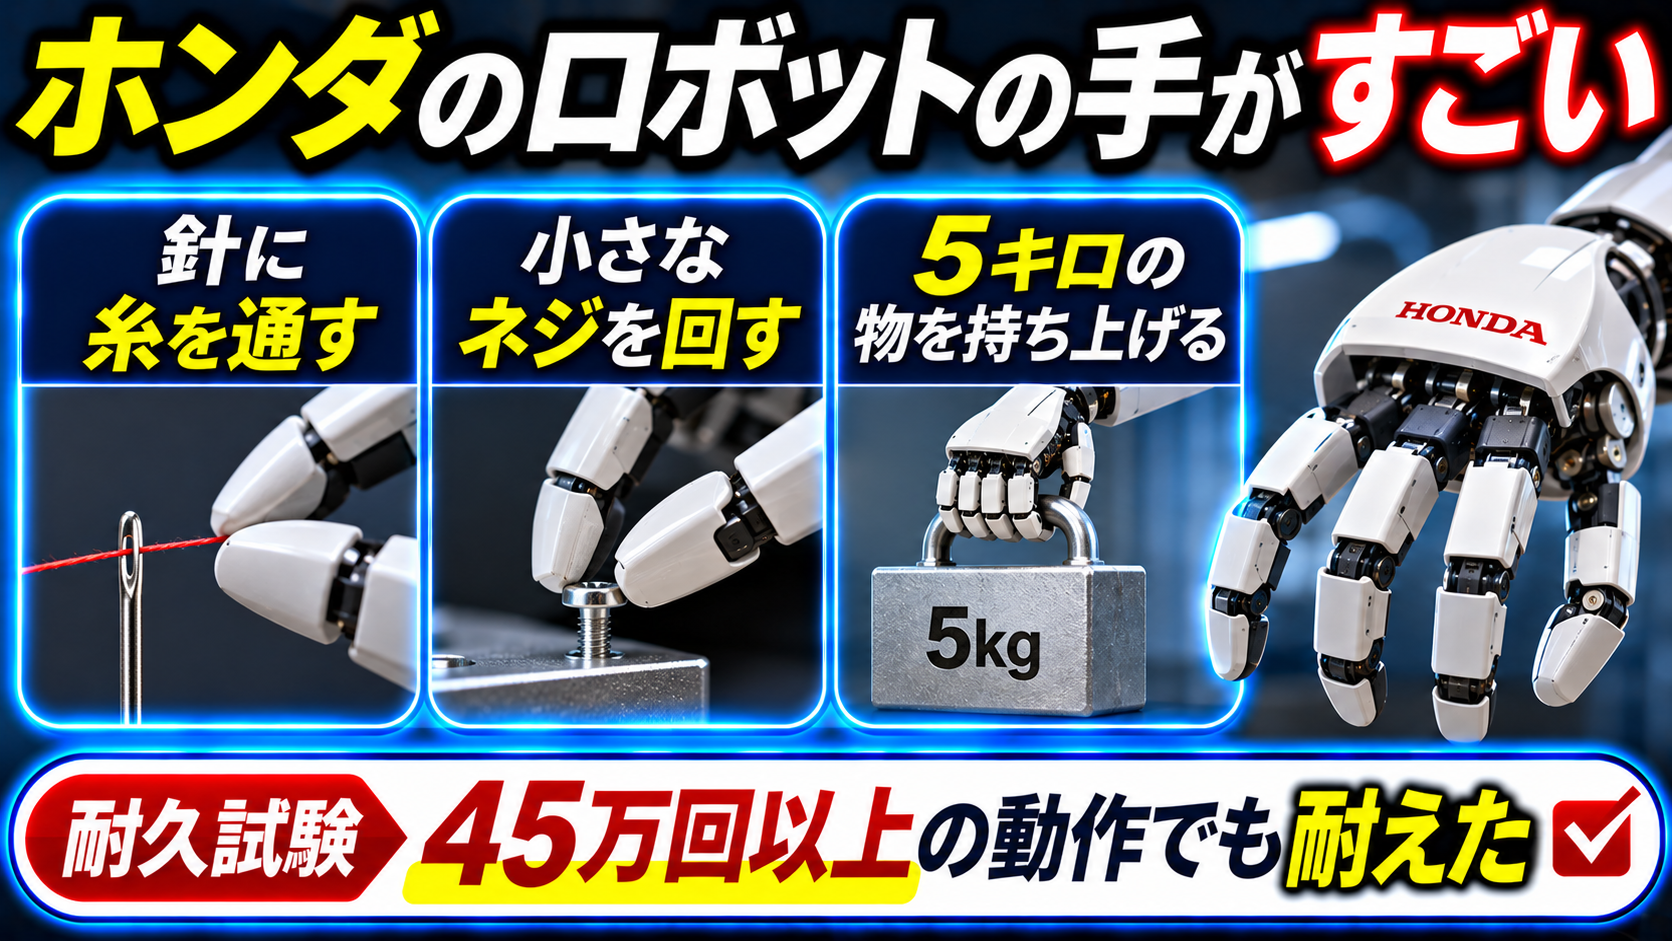 ホンダのロボットの手がすごい
針に
糸を通す
小さな
ネジを回す
5キロの
物を持ち上げる
HONDA
5kg
耐久試験
45万回以上の動作でも耐えた